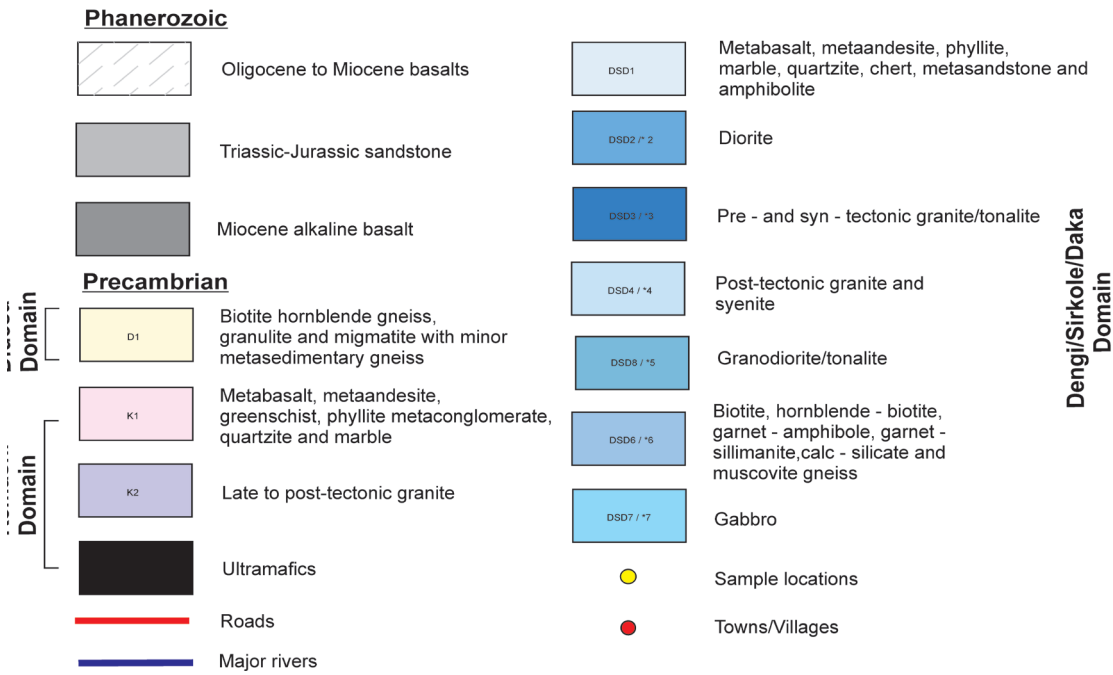 Phanerozoic
Oligocene to Miocene basalts
Triassic-Jurassic sandstone
Miocene alkaline basalt
Precambrian
Domain
D1
Biotite hornblende gneiss,
granulite and migmatite with minor
metasedimentary gneiss
Domain
K1
Metabasalt, metaandesite,
greenschist, phyllite metaconglomerate,
quartzite and marble
K2
Late to post-tectonic granite
Ultramafics
Roads
Major rivers
DSD1
Metabasalt, metaandesite, phyllite,
marble, quartzite, chert, metasandstone and
amphibolite
DSD2 /* 2
Diorite
DSD3 / *3
Pre - and syn - tectonic granite/tonalite
DSD4 / *4
Post-tectonic granite and
syenite
DSD8 / *5
Granodiorite/tonalite
DSD6 / *6
Biotite, hornblende - biotite,
garnet - amphibole, garnet -
sillimanite,calc - silicate and
muscovite gneiss
DSD7 / *7
Gabbro
Sample locations
Towns/Villages
Dengi/Sirkole/Daka
Domain